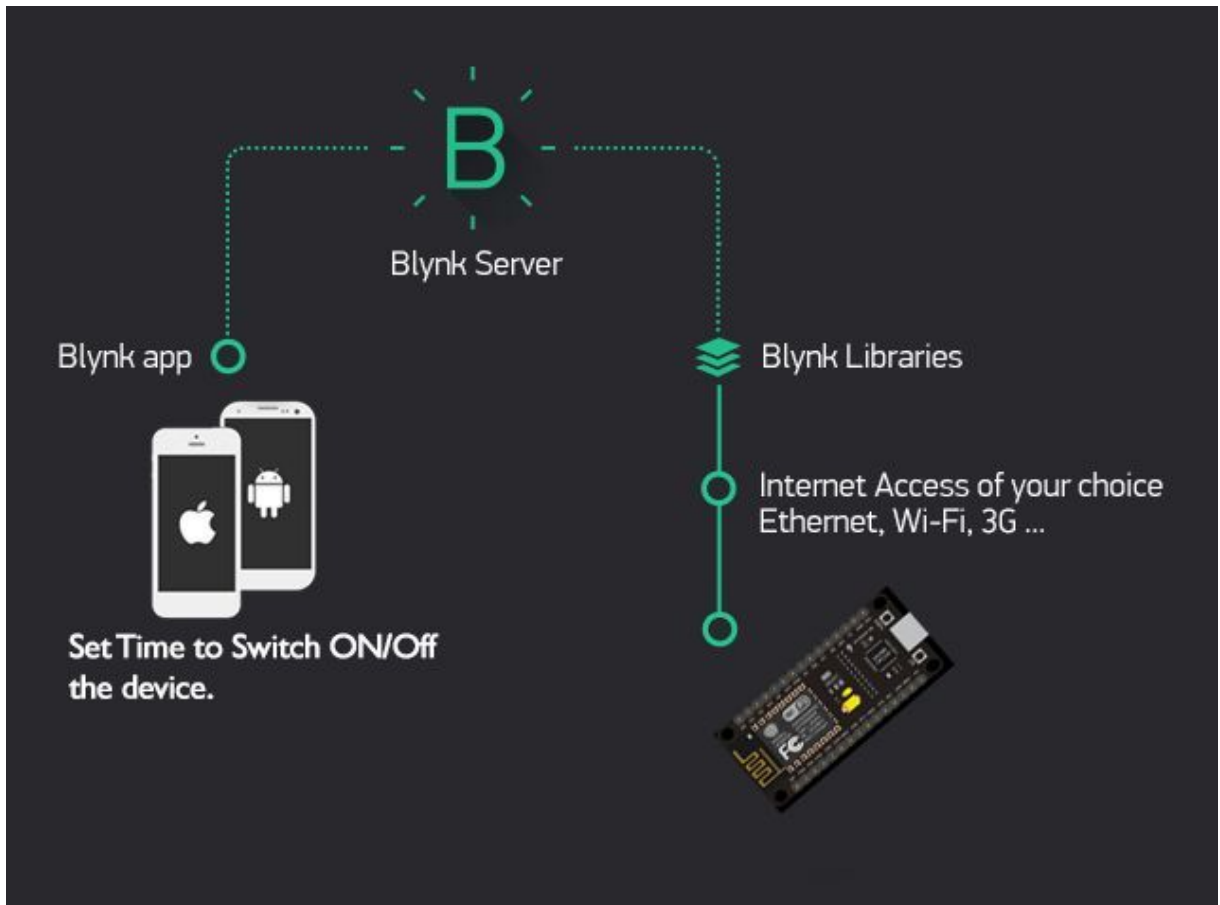 B
Blynk Server
Blynk app
Blynk Libraries
Internet Access of your choice
Ethernet, Wi-Fi, 3G ...
Set Time to Switch ON/Off
the device.
FC